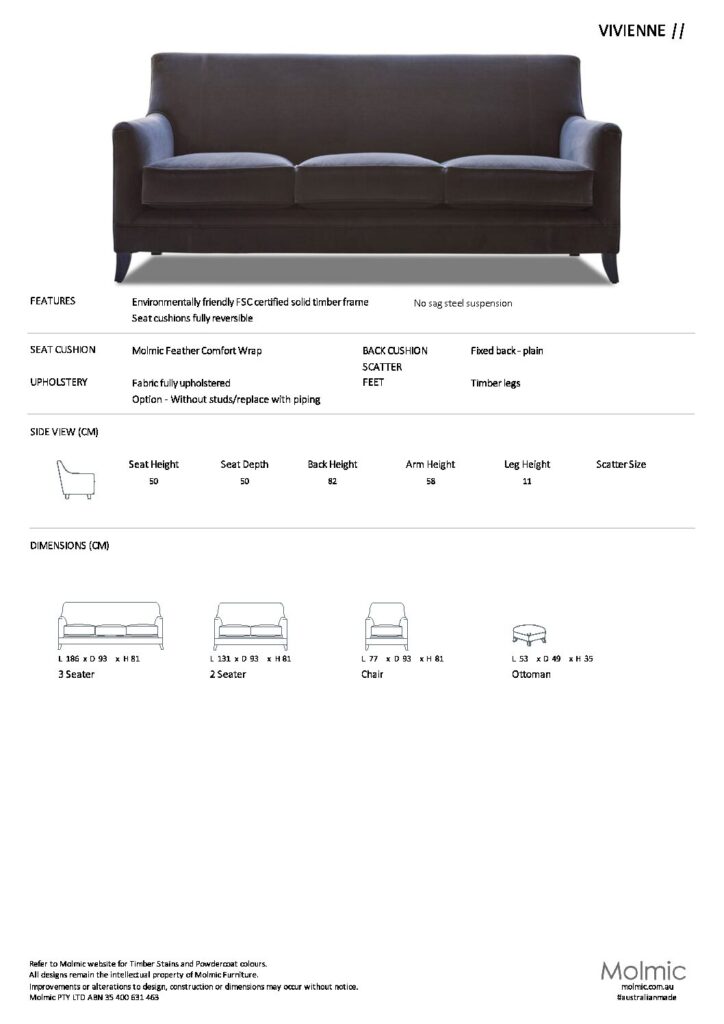 VIVIENNE //
FEATURES
Environmentally friendly FSC certified solid timber frame
No sag steel suspension
Seat cushions fully reversible
SEAT CUSHION
Molmic Feather Comfort Wrap
BACK CUSHION
Fixed back - plain
SCATTER
UPHOLSTERY
Fabric fully upholstered
FEET
Timber legs
Option - Without studs/replace with piping
SIDE VIEW (CM)
Seat Height Seat Depth Back Height Arm Height Leg Height Scatter Size
50 50 82 58 11
DIMENSIONS (CM)
L 186 x D 93 x H 81 L 131 x D 93 x H 81 L 77 x D 93 x H 81 L 53 x D 49 x H 35
3 Seater 2 Seater Chair Ottoman
Refer to Molmic website for Timber Stains and Powdercoat colours.
All designs remain the intellectual property of Molmic Furniture.
Improvements or alterations to design, construction or dimensions may occur without notice.
Molmic PTY LTD ABN 35 400 631 463
Molmic
molmic.com.au
#australianmade